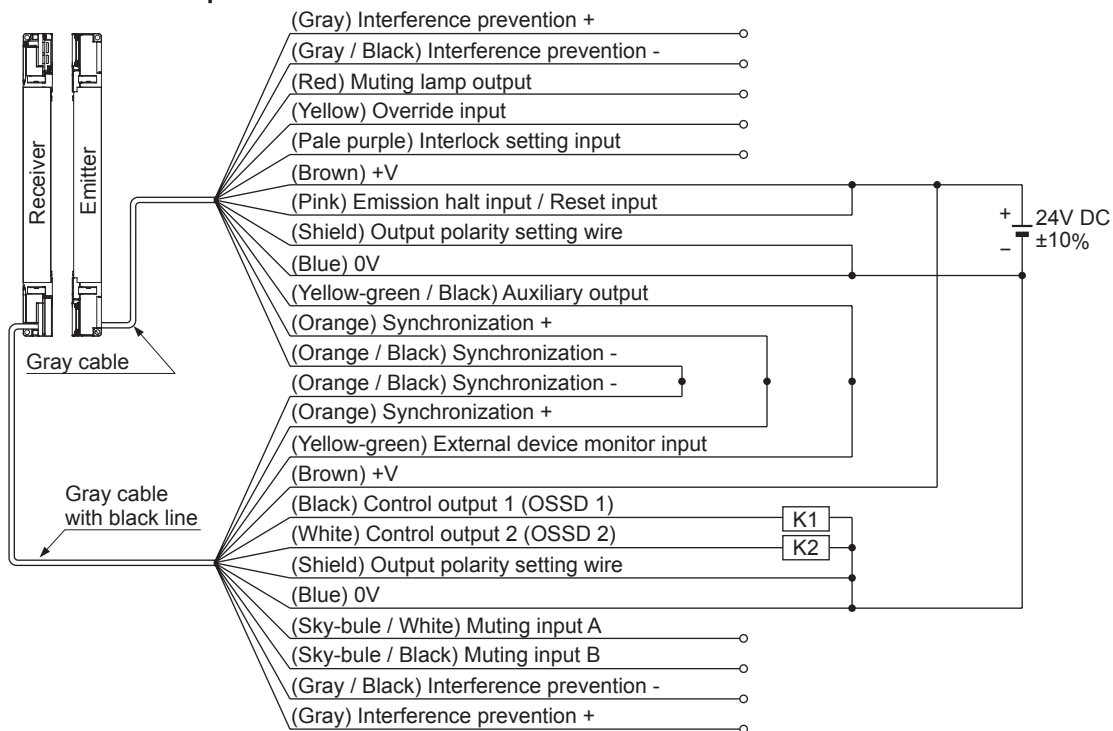 (Gray) Interference prevention +
(Gray / Black) Interference prevention -
(Red) Muting lamp output
(Yellow) Override input
(Pale purple) Interlock setting input
(Brown) +V
(Pink) Emission halt input / Reset input
(Shield) Output polarity setting wire
(Blue) 0V
(Yellow-green / Black) Auxiliary output
(Orange) Synchronization +
(Orange / Black) Synchronization -
(Orange / Black) Synchronization -
(Orange) Synchronization +
(Yellow-green) External device monitor input
(Brown) +V
(Black) Control output 1 (OSSD 1)
(White) Control output 2 (OSSD 2)
(Shield) Output polarity setting wire
(Blue) 0V
(Sky-bule / White) Muting input A
(Sky-bule / Black) Muting input B
(Gray / Black) Interference prevention -
(Gray) Interference prevention +
Receiver
Emitter
Gray cable
Gray cable
with black line
K1
K2
+
−
24V DC
±10%